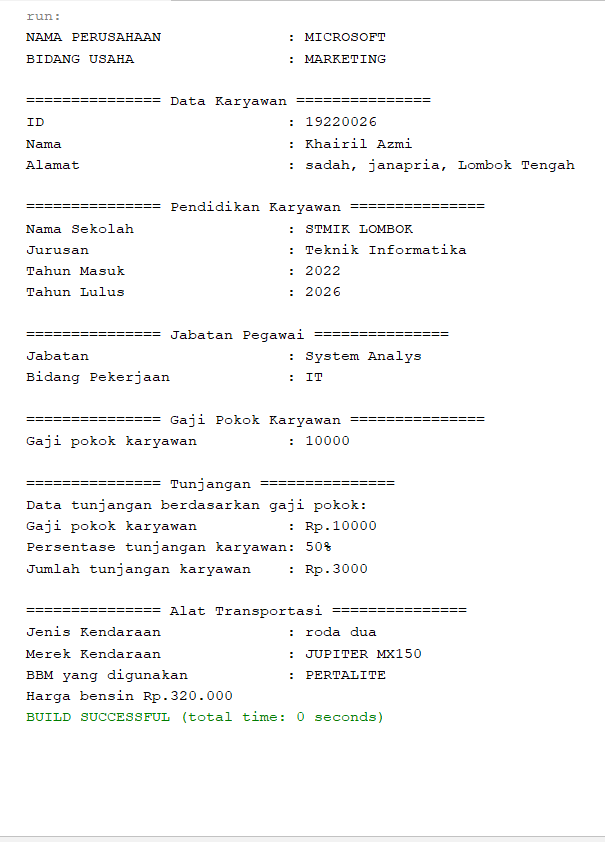 run:
NAMA PERUSAHAAN              : MICROSOFT
BIDANG USAHA                 : MARKETING
=============== Data Karyawan ===============
ID                           : 19220026
Nama                         : Khairil Azmi
Alamat                       : sadah, janapria, Lombok Tengah
=============== Pendidikan Karyawan ===============
Nama Sekolah                 : STMIK LOMBOK
Jurusan                      : Teknik Informatika
Tahun Masuk                  : 2022
Tahun Lulus                  : 2026
=============== Jabatan Pegawai ===============
Jabatan                      : System Analys
Bidang Pekerjaan             : IT
=============== Gaji Pokok Karyawan ===============
Gaji pokok karyawan          : 10000
=============== Tunjangan ===============
Data tunjangan berdasarkan gaji pokok:
Gaji pokok karyawan          : Rp.10000
Persentase tunjangan karyawan: 50%
Jumlah tunjangan karyawan    : Rp.3000
=============== Alat Transportasi ===============
Jenis Kendaraan              : roda dua
Merek Kendaraan              : JUPITER MX150
BBM yang digunakan           : PERTALITE
Harga bensin Rp.320.000
BUILD SUCCESSFUL (total time: 0 seconds)